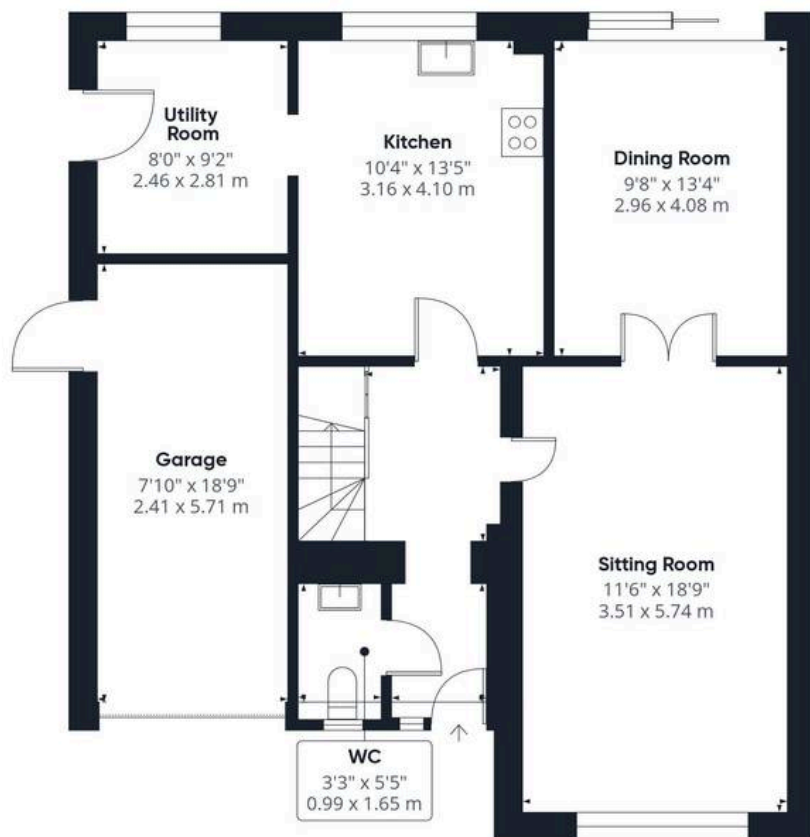 Utility
Room
8'0" x 9'2"
2.46 x 2.81 m
Kitchen
10'4" x 13'5"
3.16 x 4.10 m
Dining Room
9'8" x 13'4"
2.96 x 4.08 m
Garage
7'10" x 18'9"
2.41 x 5.71 m
Sitting Room
11'6" x 18'9"
3.51 x 5.74 m
WC
3'3" x 5'5"
0.99 x 1.65 m